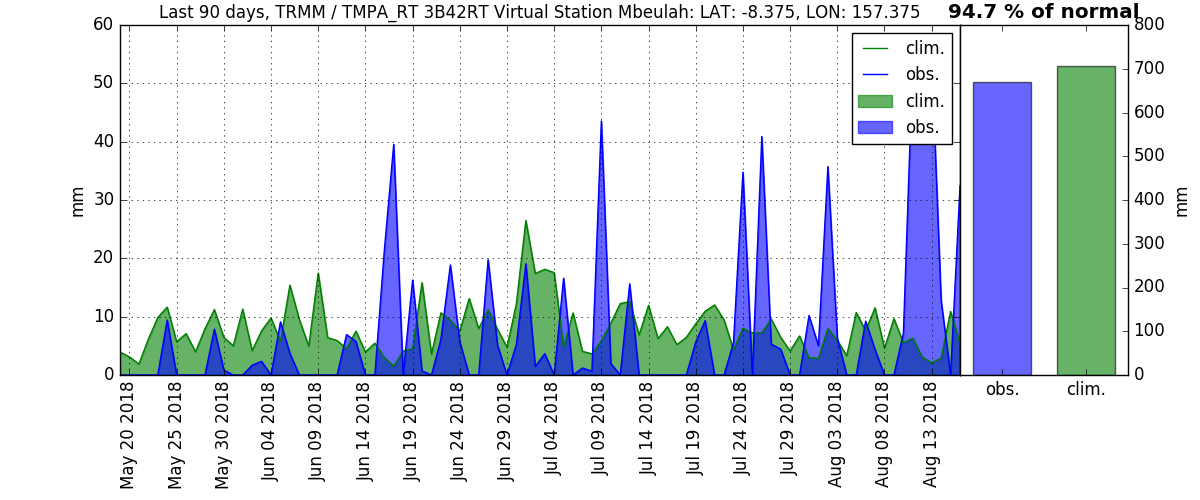 Last 90 days, TRMM / TMPA_RT 3B42RT Virtual Station Mbeulah: LAT: -8.375, LON: 157.375
94.7 % of normal
60
50
40
30
20
10
0
mm
clim.
obs.
clim.
obs.
800
700
600
500
400
300
200
100
0
mm
obs.
clim.
May 20 2018
May 25 2018
May 30 2018
Jun 04 2018
Jun 09 2018
Jun 14 2018
Jun 19 2018
Jun 24 2018
Jun 29 2018
Jul 04 2018
Jul 09 2018
Jul 14 2018
Jul 19 2018
Jul 24 2018
Jul 29 2018
Aug 03 2018
Aug 08 2018
Aug 13 2018